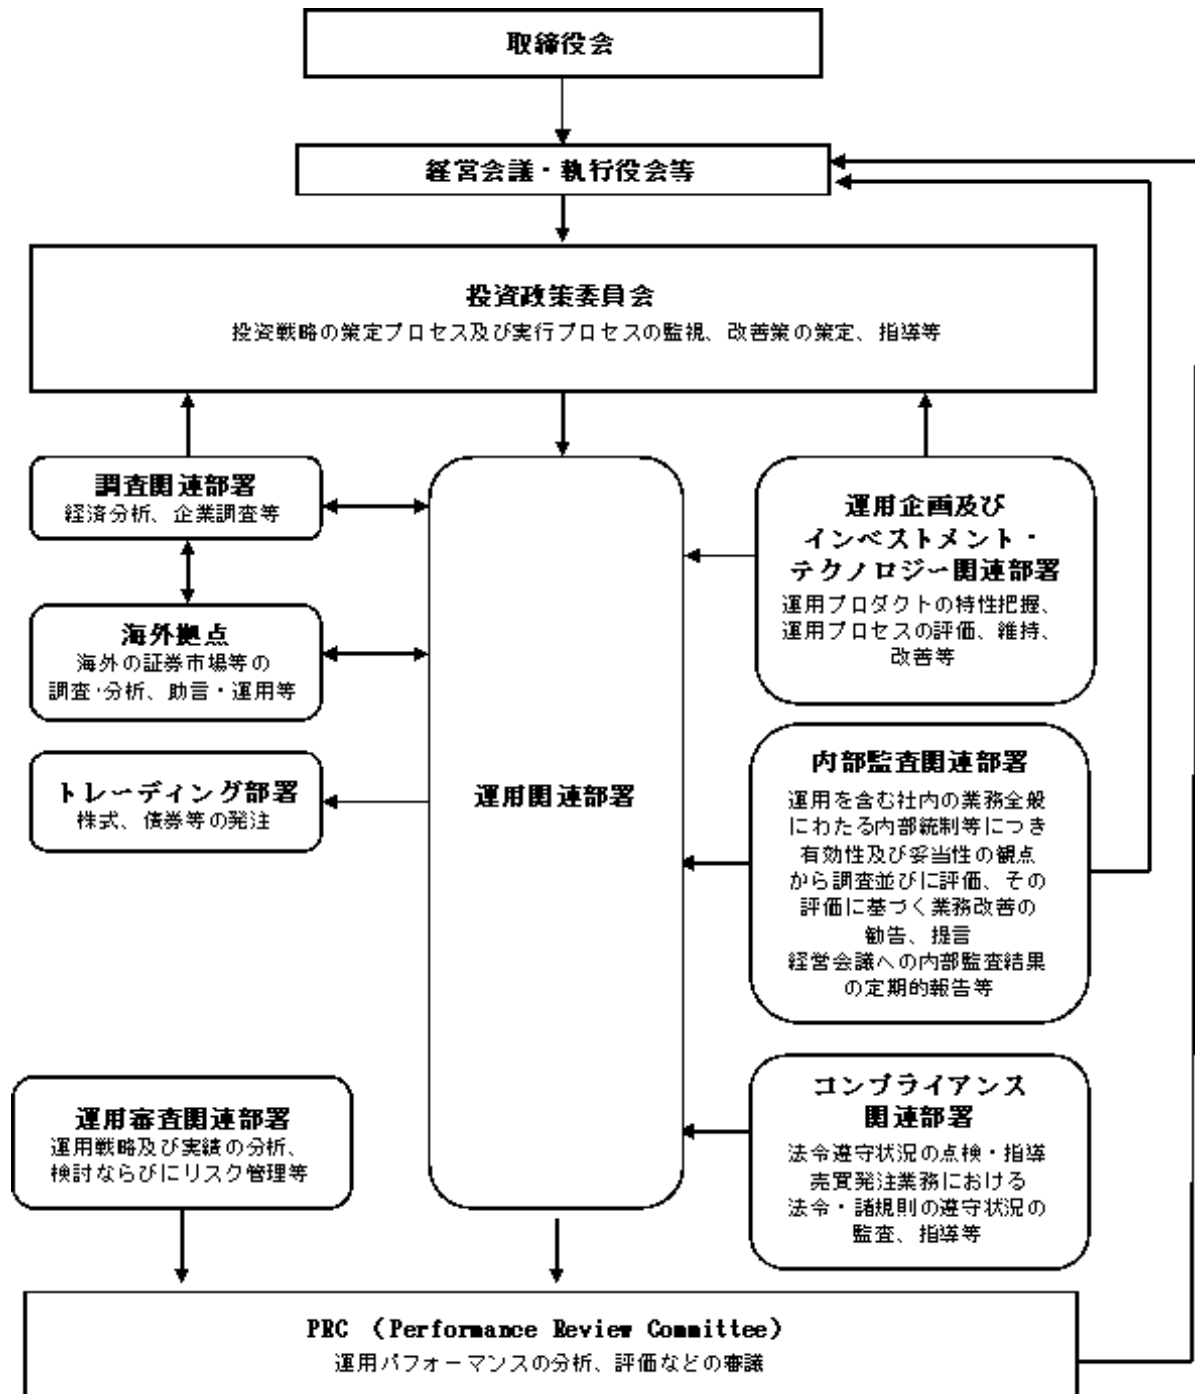 取締役会
経営会議・執行役会等
投資政策委員会
投資戦略の策定プロセス及び実行プロセスの監視、改善策の策定、指導等
調査関連部署
経済分析、企業調査等
海外拠点
海外の証券市場等の
調査・分析、助言・運用等
トレーディング部署
株式、債券等の発注
運用関連部署
運用企画及び
インベストメント・
テクノロジー関連部署
運用プロダクトの特性把握、
運用プロセスの評価、維持、
改善等
内部監査関連部署
運用を含む社内の業務全般
にわたる内部統制等につき
有効性及び妥当性の観点
から調査並びに評価、その
評価に基づく業務改善の
勧告、提言
経営会議への内部監査結果
の定期的報告等
コンプライアンス
関連部署
法令遵守状況の点検・指導
売買発注業務における
法令・諸規則の遵守状況の
監査、指導等
運用審査関連部署
運用戦略及び実績の分析、
検討ならびにリスク管理等
PRC （Performance Review Committee）
運用パフォーマンスの分析、評価などの審議